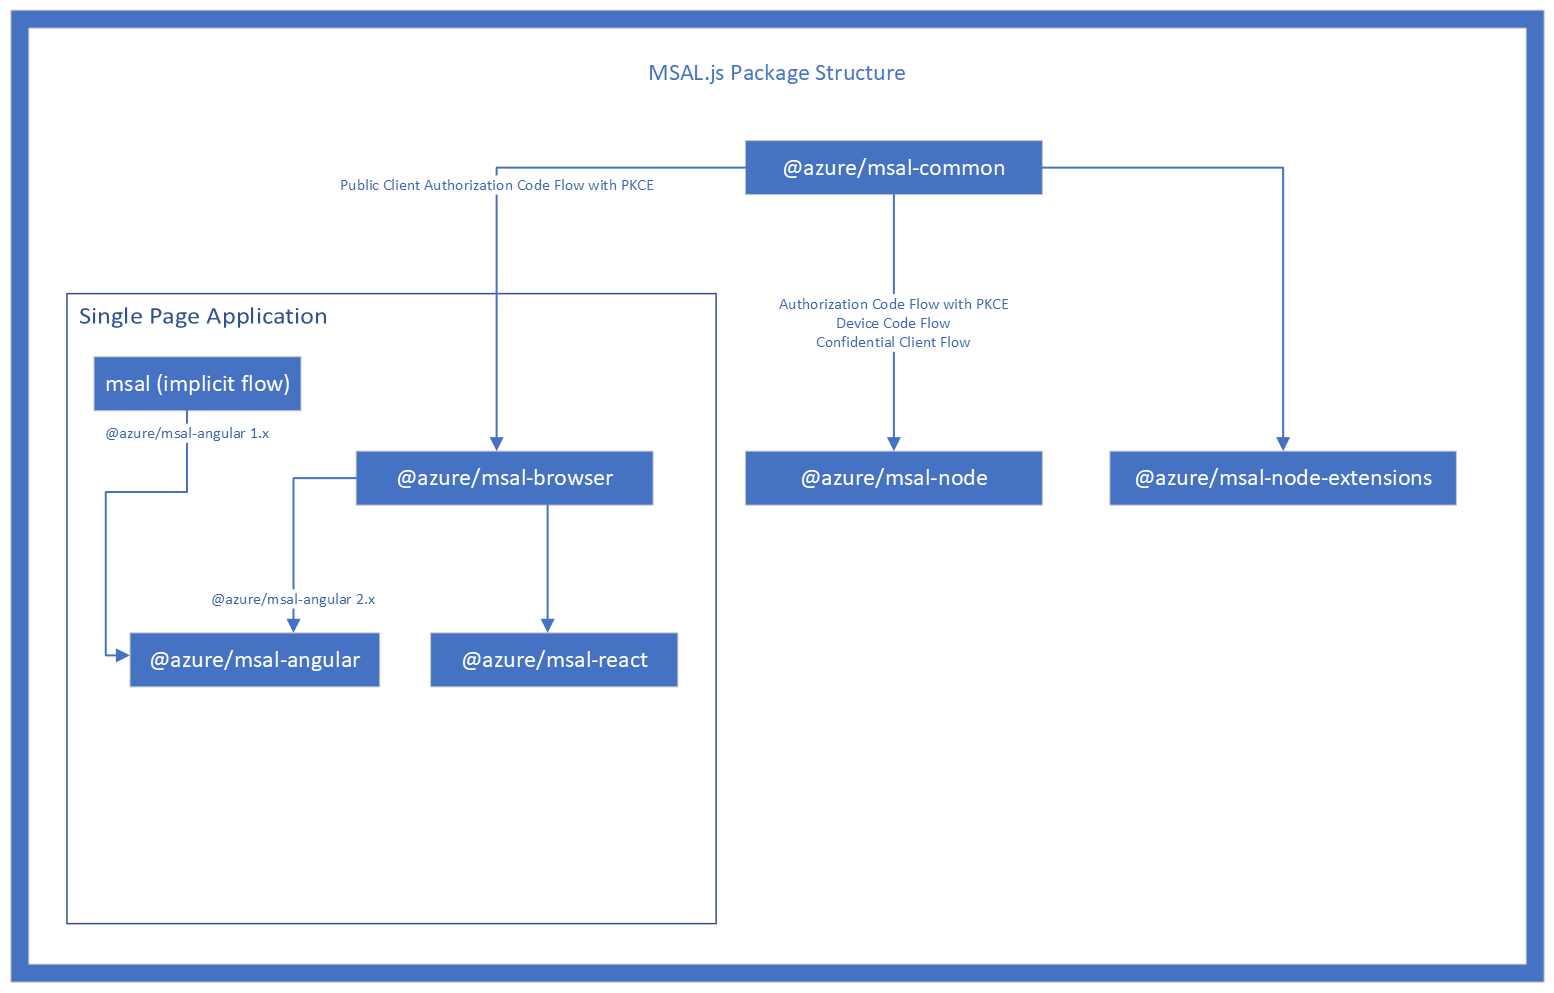 MSAL.js Package Structure
@azure/msal-common
Public Client Authorization Code Flow with PKCE
Authorization Code Flow with PKCE
Device Code Flow
Confidential Client Flow
Single Page Application
msal (implicit flow)
@azure/msal-angular 1.x
@azure/msal-browser
@azure/msal-node
@azure/msal-node-extensions
@azure/msal-angular 2.x
@azure/msal-angular
@azure/msal-react